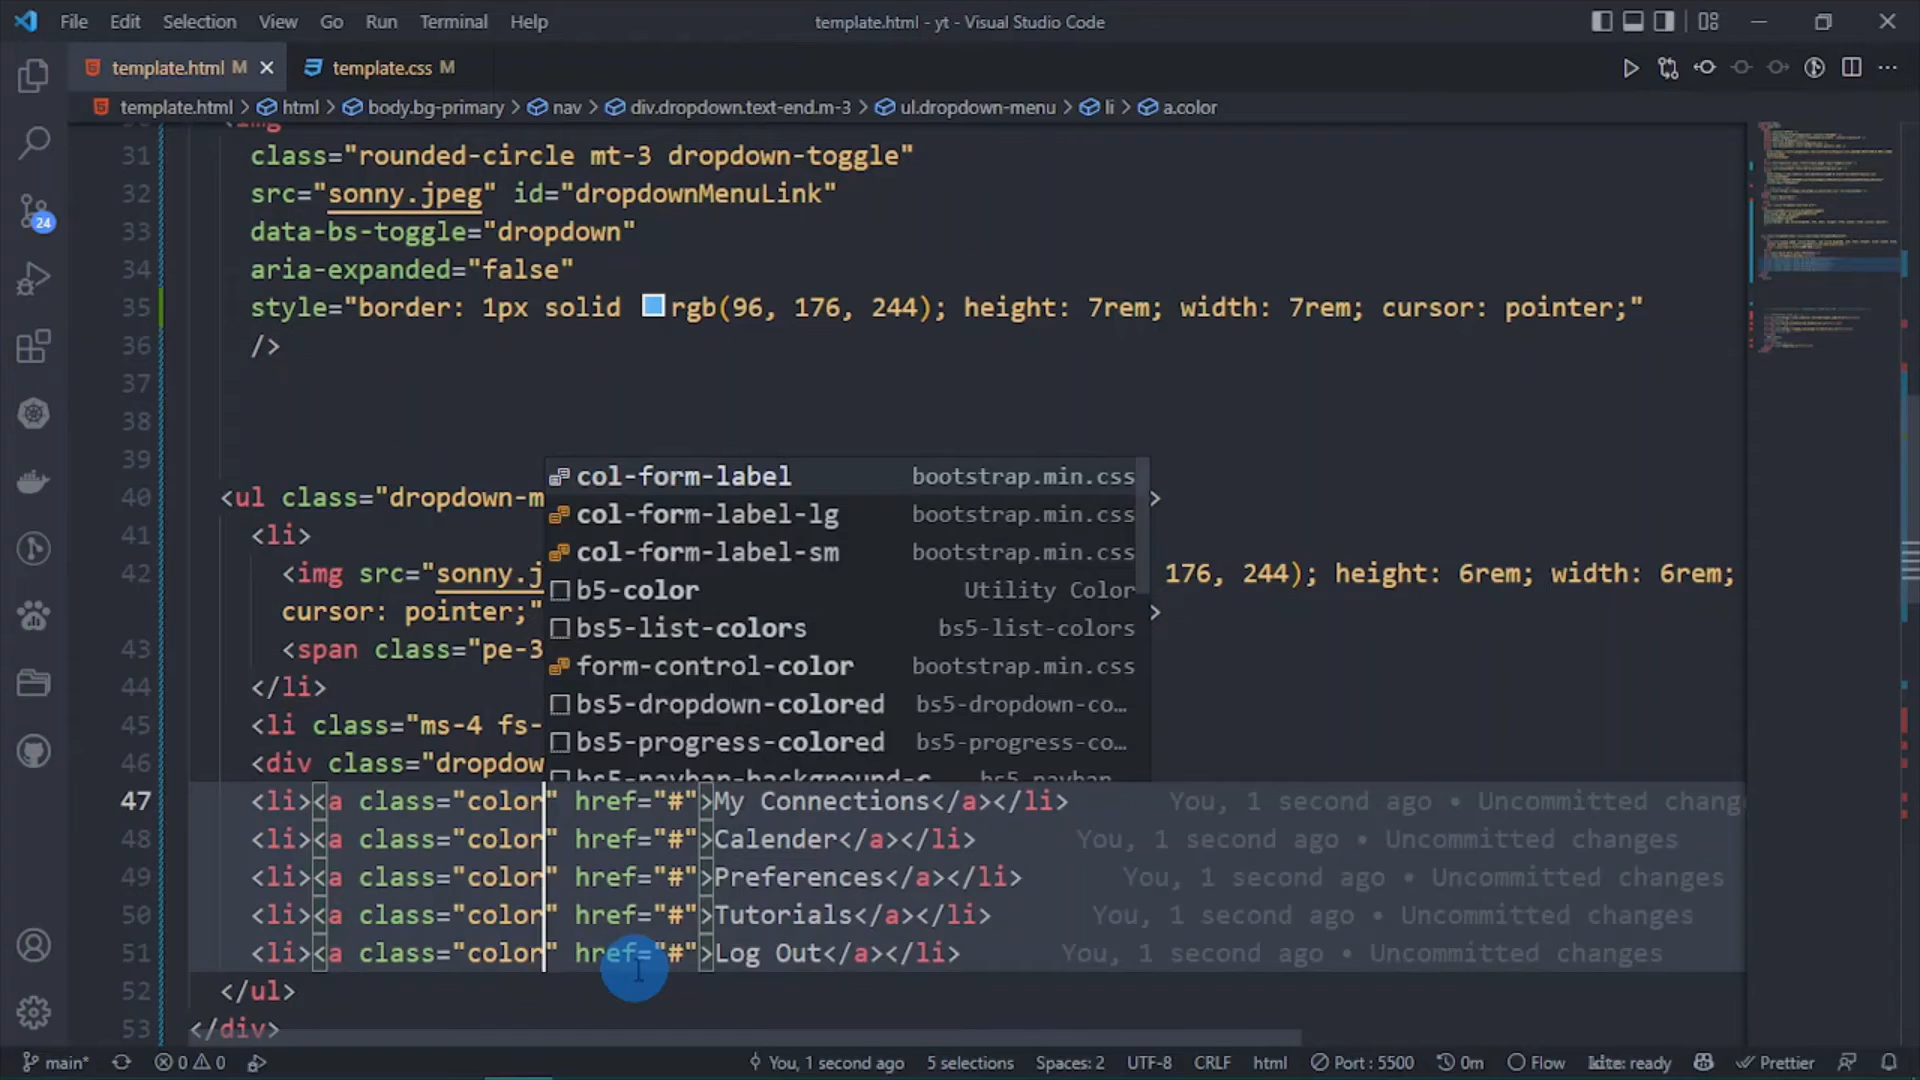 File Edit Selection View Go Run Terminal Help template.html - yt - Visual Studio Code
template.html M template.css M
template.html > html > body.bg-primary > nav > div.dropdown.text-end.m-3 > ul.dropdown-menu > li > a.color
31 class="rounded-circle mt-3 dropdown-toggle"
32 src="sonny.jpeg" id="dropdownMenuLink"
33 data-bs-toggle="dropdown"
34 aria-expanded="false"
35 style="border: 1px solid rgb(96, 176, 244); height: 7rem; width: 7rem; cursor: pointer;"
36 />
37
38
39
col-form-label bootstrap.min.css
40 <ul class="dropdown-m >
col-form-label-lg bootstrap.min.css
41 <li>
col-form-label-sm bootstrap.min.css
42 <img src="sonny.j 176, 244); height: 6rem; width: 6rem;
b5-color Utility Color
cursor: pointer;" >
bs5-list-colors bs5-list-colors
43 <span class="pe-3
form-control-color bootstrap.min.css
44 </li>
bs5-dropdown-colored bs5-dropdown-co…
45 <li class="ms-4 fs-
bs5-progress-colored bs5-progress-co…
46 <div class="dropdow
47 <li><a class="color" href="#">My Connections</a></li> You, 1 second ago • Uncommitted chang
48 <li><a class="color" href="#">Calender</a></li> You, 1 second ago • Uncommitted changes
49 <li><a class="color" href="#">Preferences</a></li> You, 1 second ago • Uncommitted changes
50 <li><a class="color" href="#">Tutorials</a></li> You, 1 second ago • Uncommitted changes
51 <li><a class="color" href="#">Log Out</a></li> You, 1 second ago • Uncommitted changes
52 </ul>
53 </div>
24
main* 0 0 You, 1 second ago 5 selections Spaces: 2 UTF-8 CRLF html Port : 5500 0m Flow ready Prettier